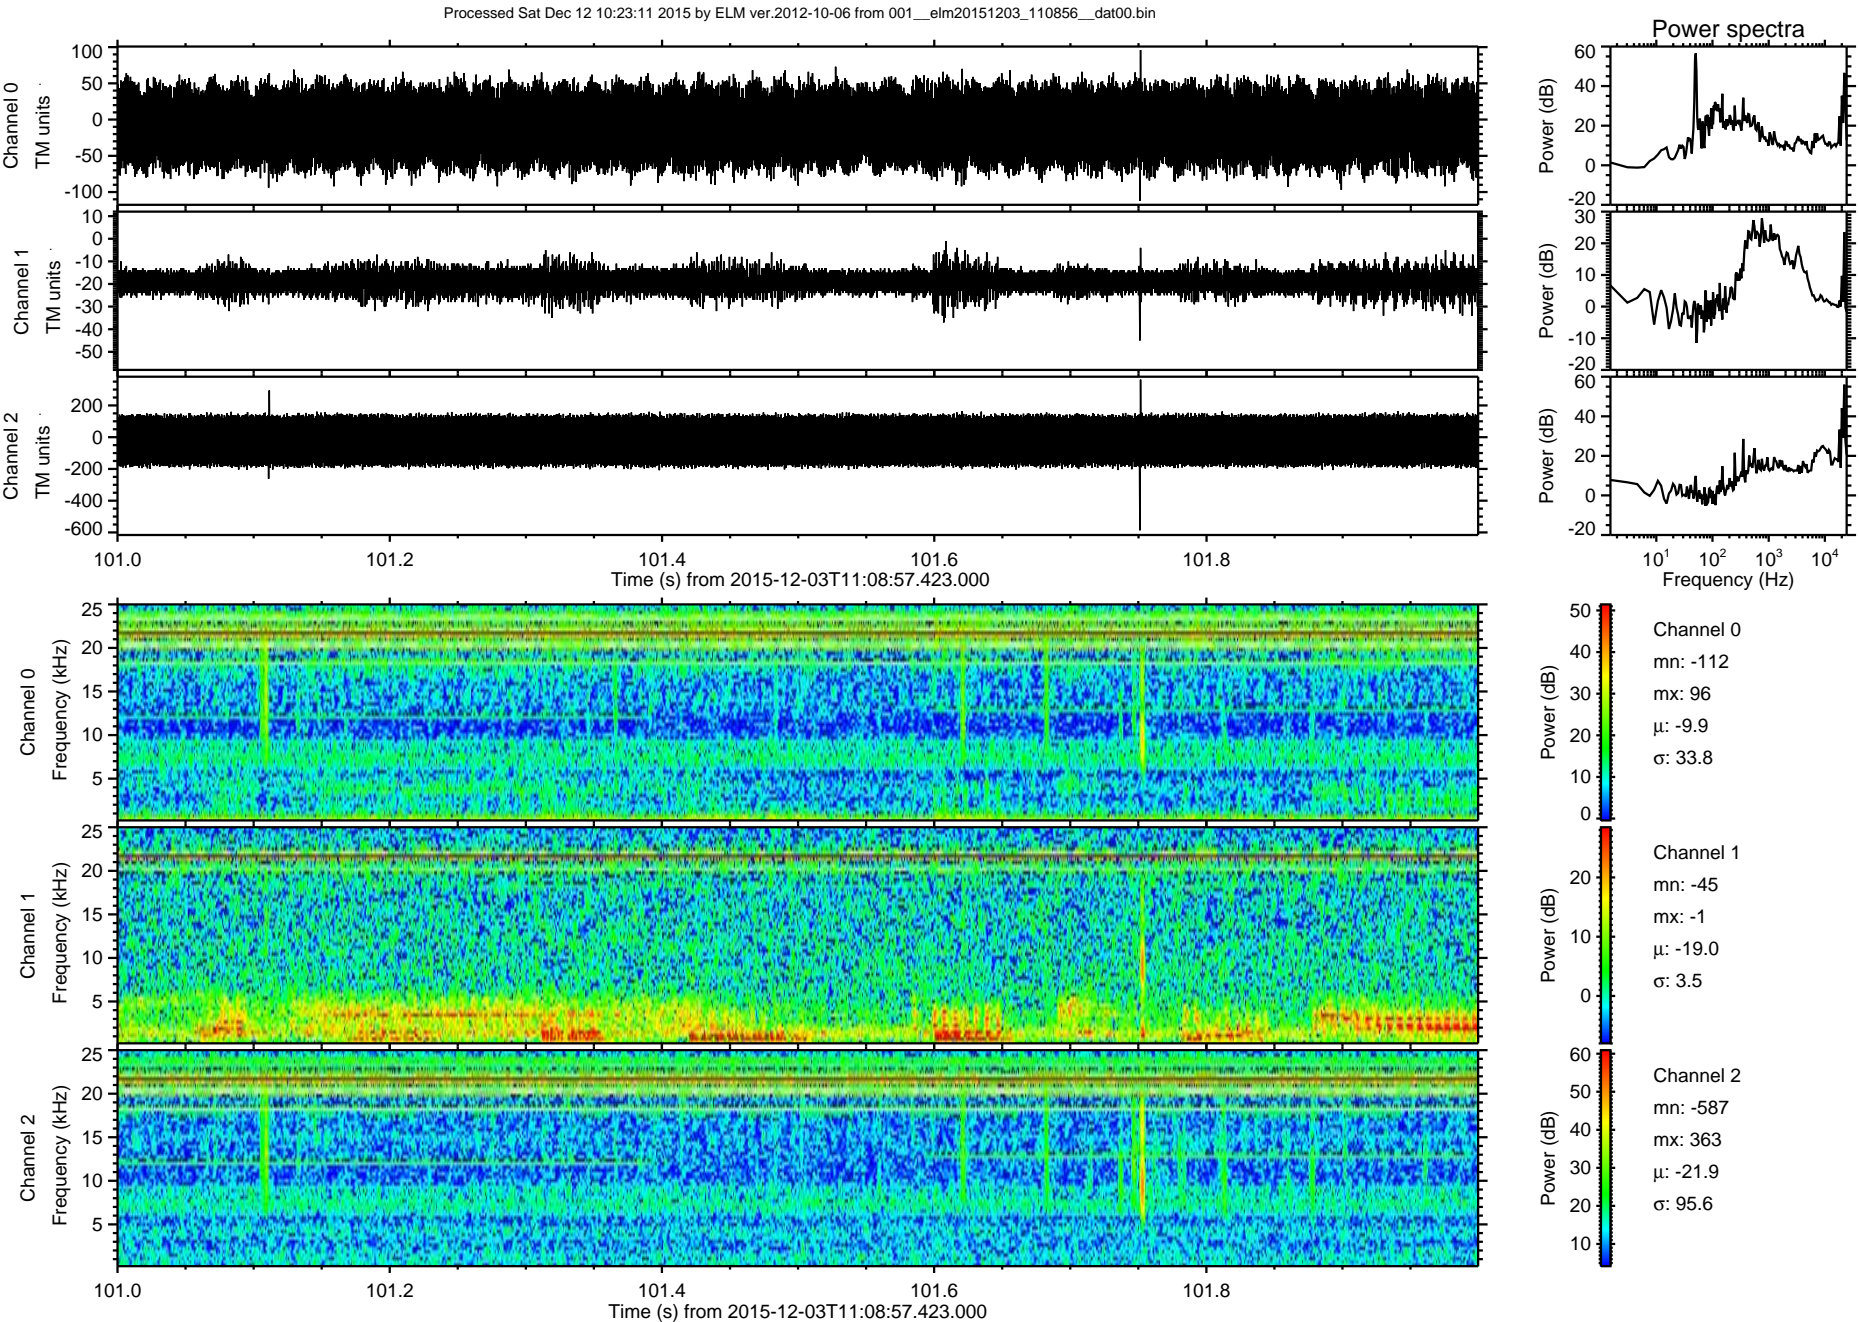 Processed Sat Dec 12 10:23:11 2015 by ELM ver.2012-10-06 from 001__elm20151203_110856__dat00.bin
Power spectra
Channel 0
TM units
100
50
0
-50
-100
Power (dB)
60
40
20
0
-20
Channel 1
TM units
10
0
-10
-20
-30
-40
-50
Power (dB)
30
20
10
0
-10
-20
Channel 2
TM units
200
0
-200
-400
-600
Power (dB)
60
40
20
0
-20
101.0 101.2 101.4 101.6 101.8
Time (s) from 2015-12-03T11:08:57.423.000
10^1 10^2 10^3 10^4
Frequency (Hz)
Channel 0
Frequency (kHz)
25
20
15
10
5
Power (dB)
50
40
30
20
10
0
Channel 0
mn: -112
mx: 96
μ: -9.9
σ: 33.8
Channel 1
Frequency (kHz)
25
20
15
10
5
Power (dB)
20
10
0
Channel 1
mn: -45
mx: -1
μ: -19.0
σ: 3.5
Channel 2
Frequency (kHz)
25
20
15
10
5
Power (dB)
60
50
40
30
20
10
Channel 2
mn: -587
mx: 363
μ: -21.9
σ: 95.6
101.0 101.2 101.4 101.6 101.8
Time (s) from 2015-12-03T11:08:57.423.000